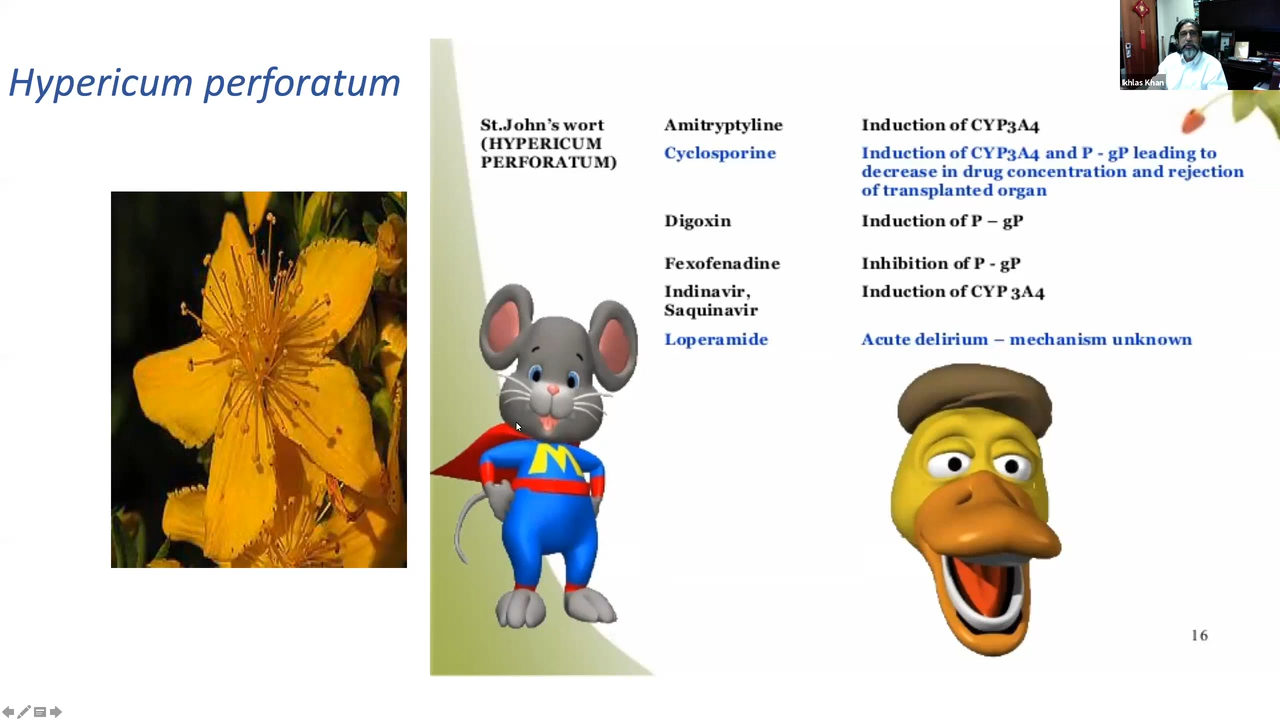 Hypericum perforatum
St.John's wort
(HYPERICUM
PERFORATUM)
Amitryptyline
Induction of CYP3A4
Cyclosporine
Induction of CYP3A4 and P - gP leading to
decrease in drug concentration and rejection
of transplanted organ
Digoxin
Induction of P – gP
Fexofenadine
Inhibition of P - gP
Indinavir,
Saquinavir
Induction of CYP 3A4
Loperamide
Acute delirium – mechanism unknown
M
16
Ikhlas Khan